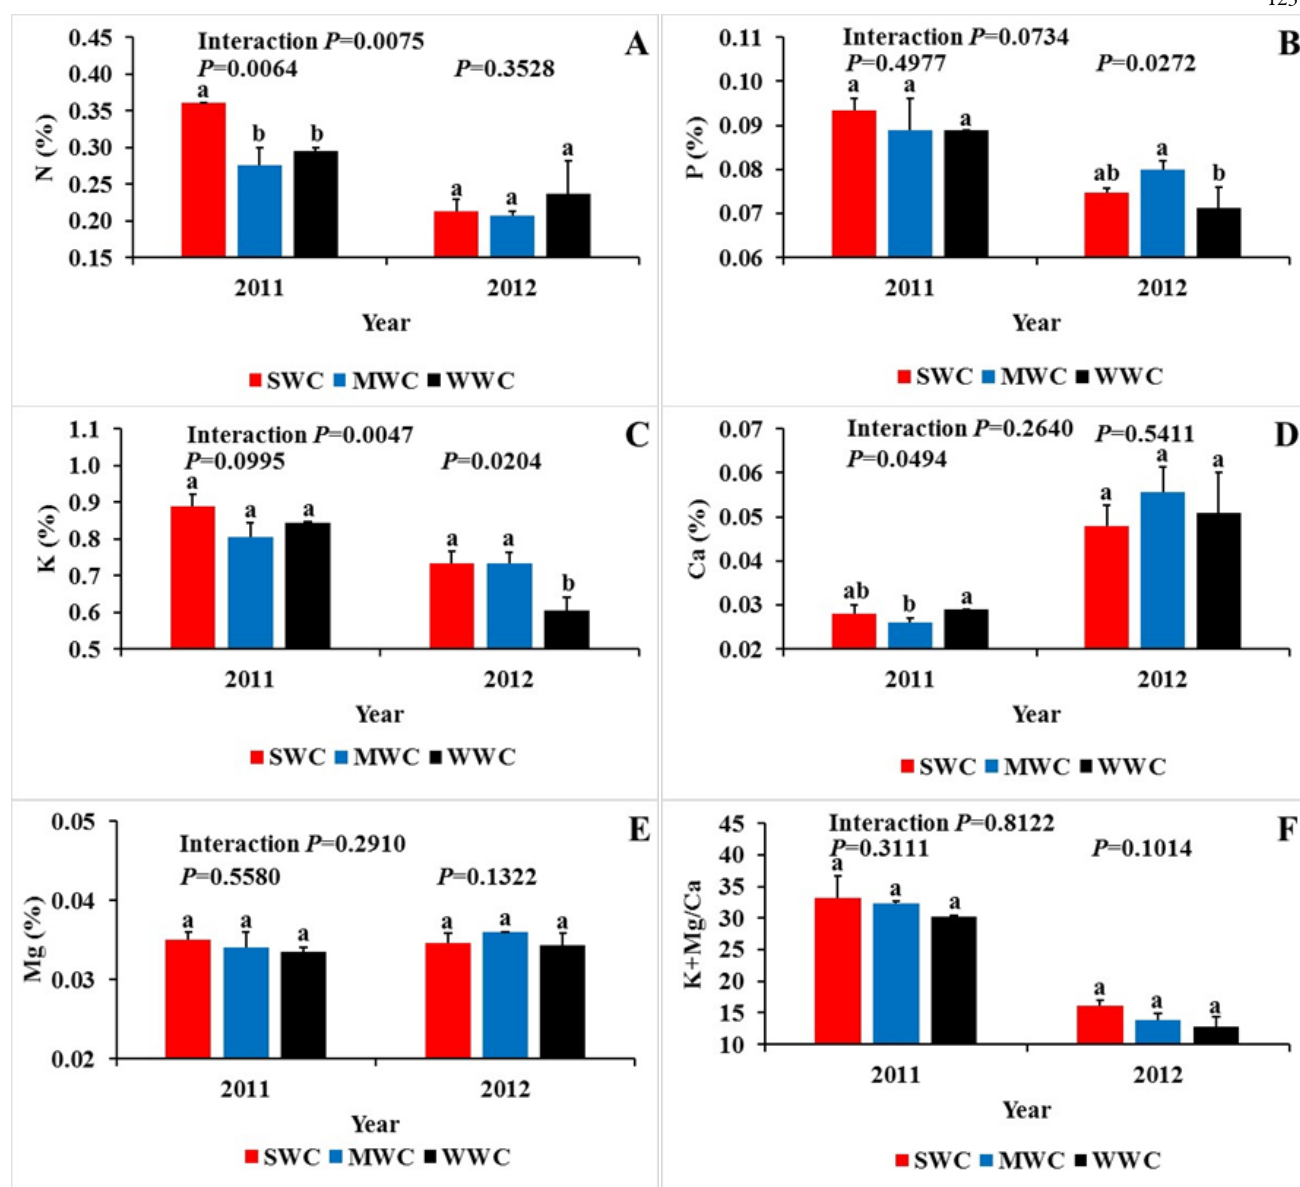 Interaction P=0.0075
A
P=0.0064
P=0.3528
0.45
0.40
0.35
0.30
0.25
0.20
0.15
N (%)
a
b
b
a
a
a
2011
2012
Year
SWC MWC WWC
Interaction P=0.0734
B
P=0.4977
P=0.0272
0.11
0.10
0.09
0.08
0.07
0.06
P (%)
a
a
a
ab
a
b
2011
2012
Year
SWC MWC WWC
Interaction P=0.0047
C
P=0.0995
P=0.0204
1.1
1.0
0.9
0.8
0.7
0.6
0.5
K (%)
a
a
a
a
a
b
2011
2012
Year
SWC MWC WWC
Interaction P=0.2640
P=0.5411
D
P=0.0494
0.07
0.06
0.05
0.04
0.03
0.02
Ca (%)
ab
b
a
a
a
a
2011
2012
Year
SWC MWC WWC
Interaction P=0.2910
E
P=0.5580
P=0.1322
0.05
0.04
0.03
0.02
Mg (%)
a
a
a
a
a
a
2011
2012
Year
SWC MWC WWC
Interaction P=0.8122
F
P=0.3111
P=0.1014
45
40
35
30
25
20
15
10
K+Mg/Ca
a
a
a
a
a
a
2011
2012
Year
SWC MWC WWC